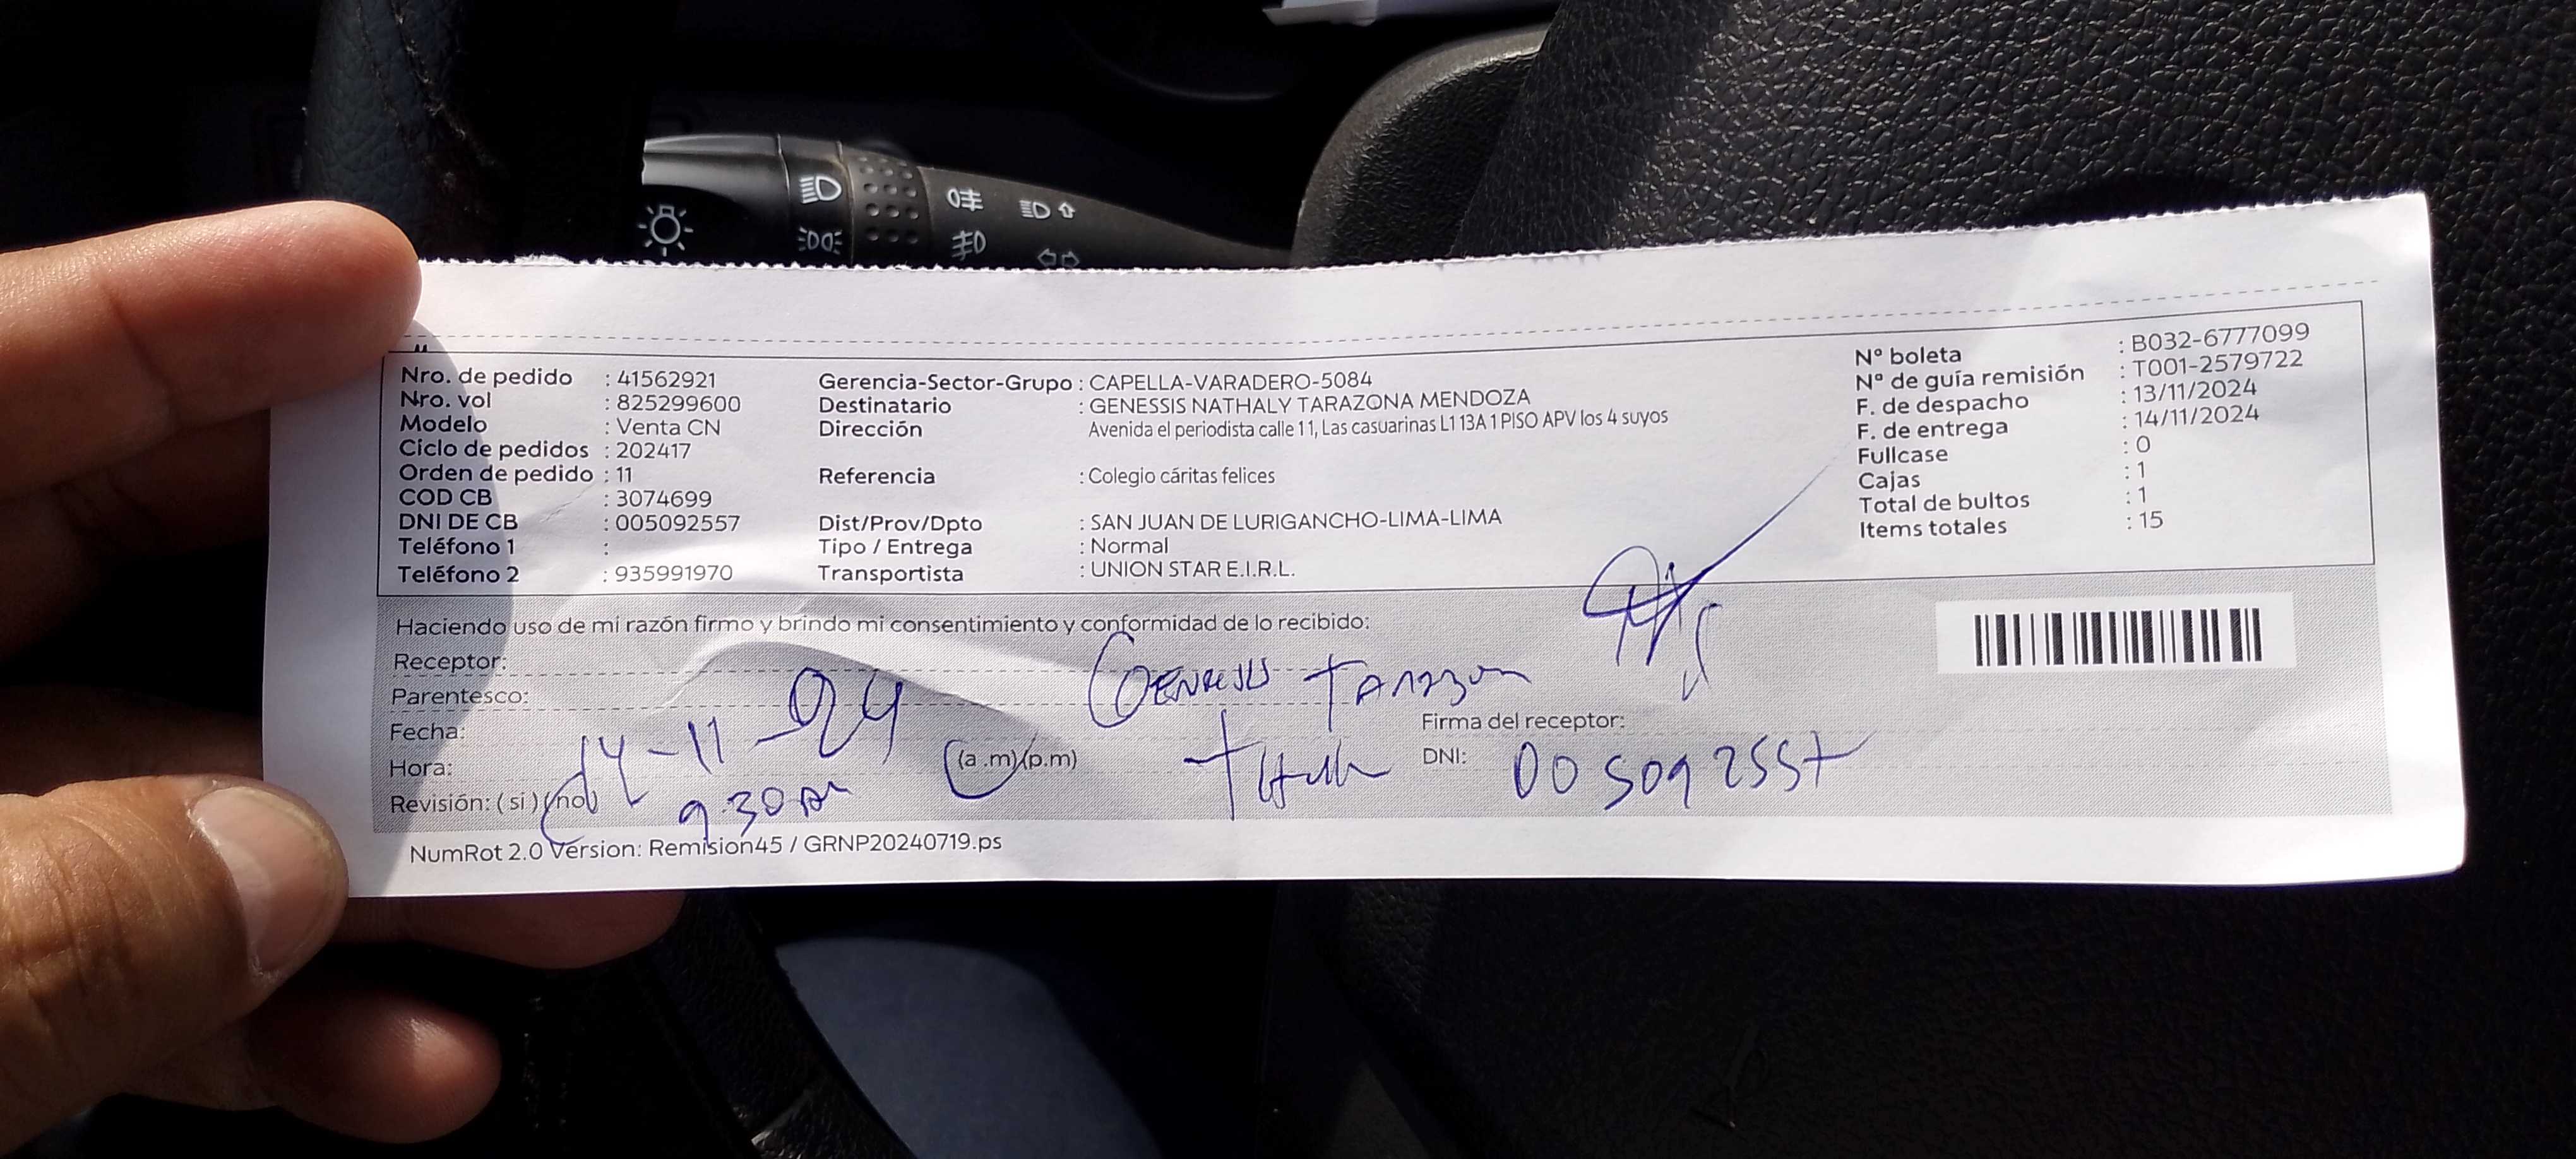 Nro. de pedido : 41562921
Nro. vol : 825299600
Modelo : Venta CN
Ciclo de pedidos : 202417
Orden de pedido : 11
COD CB : 3074699
DNI DE CB : 005092557
Teléfono 1 :
Teléfono 2 : 935991970
Gerencia-Sector-Grupo : CAPELLA-VARADERO-5084
Destinatario : GENESSIS NATHALY TARAZONA MENDOZA
Dirección Avenida el periodista calle 11, Las casuarinas L1 13A 1 PISO APV los 4 suyos
Referencia : Colegio cáritas felices
Dist/Prov/Dpto : SAN JUAN DE LURIGANCHO-LIMA-LIMA
Tipo / Entrega : Normal
Transportista : UNION STAR E.I.R.L.
N° boleta : B032-6777099
N° de guía remisión : T001-2579722
F. de despacho : 13/11/2024
F. de entrega : 14/11/2024
Fullcase : 0
Cajas : 1
Total de bultos : 1
Items totales : 15
Haciendo uso de mi razón firmo y brindo mi consentimiento y conformidad de lo recibido:
Receptor: Genessis Tarazon
Parentesco: Titular
Fecha: 14-11-24
Hora: 9:30 am (a.m)(p.m)
Revisión: (si) (no)
Firma del receptor:
DNI: 005092557
NumRot 2.0 Version: Remision45 / GRNP20240719.ps